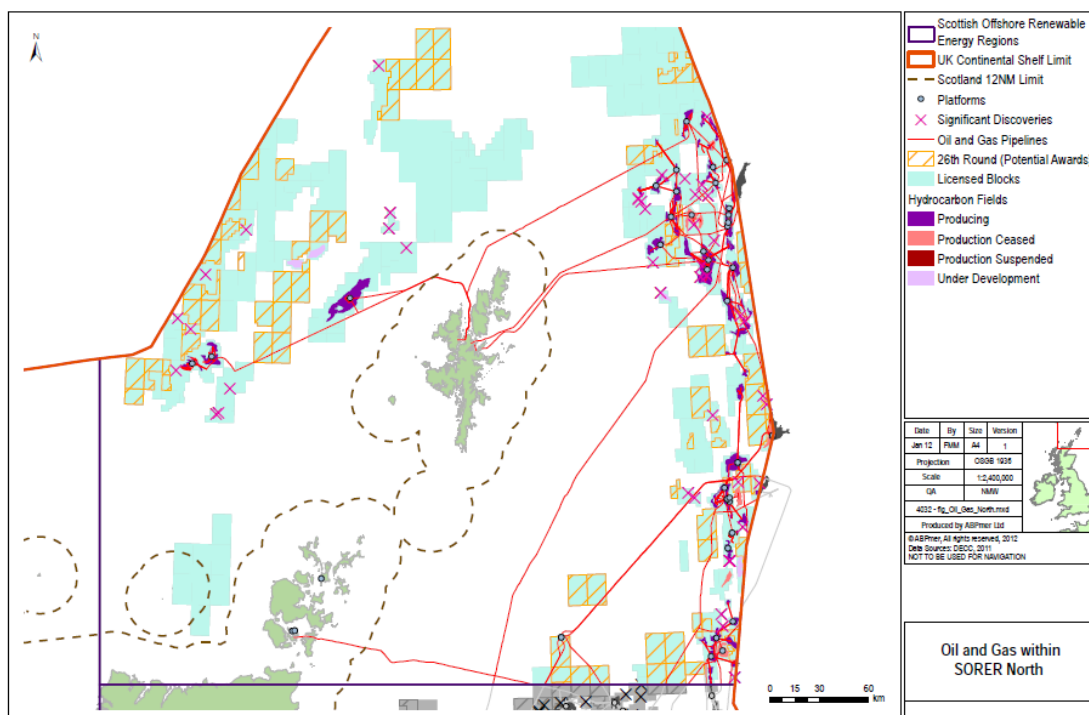 N
Scottish Offshore Renewable
Energy Regions
UK Continental Shelf Limit
Scotland 12NM Limit
Platforms
Significant Discoveries
Oil and Gas Pipelines
26th Round (Potential Awards)
Licensed Blocks
Hydrocarbon Fields
Producing
Production Ceased
Production Suspended
Under Development
Date By Size Version
Jan 12 FMM A4 1
Projection OSGB 1936
Scale 1:2,400,000
QA NMW
4032 - fig_Oil_Gas_North.mxd
Produced by ABPmer Ltd
©ABPmer, All rights reserved, 2012
Data Sources: DECC, 2011
NOT TO BE USED FOR NAVIGATION
Oil and Gas within
SORER North
0 15 30 60
km